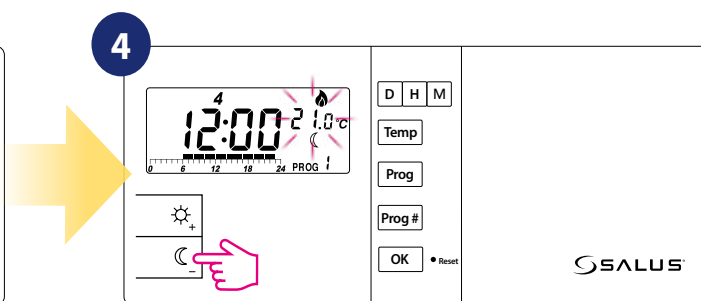 4
4
12:00 21.0°C
0 6 12 18 24 PROG 1
+
−
D H M
Temp
Prog
Prog #
OK • Reset
SALUS